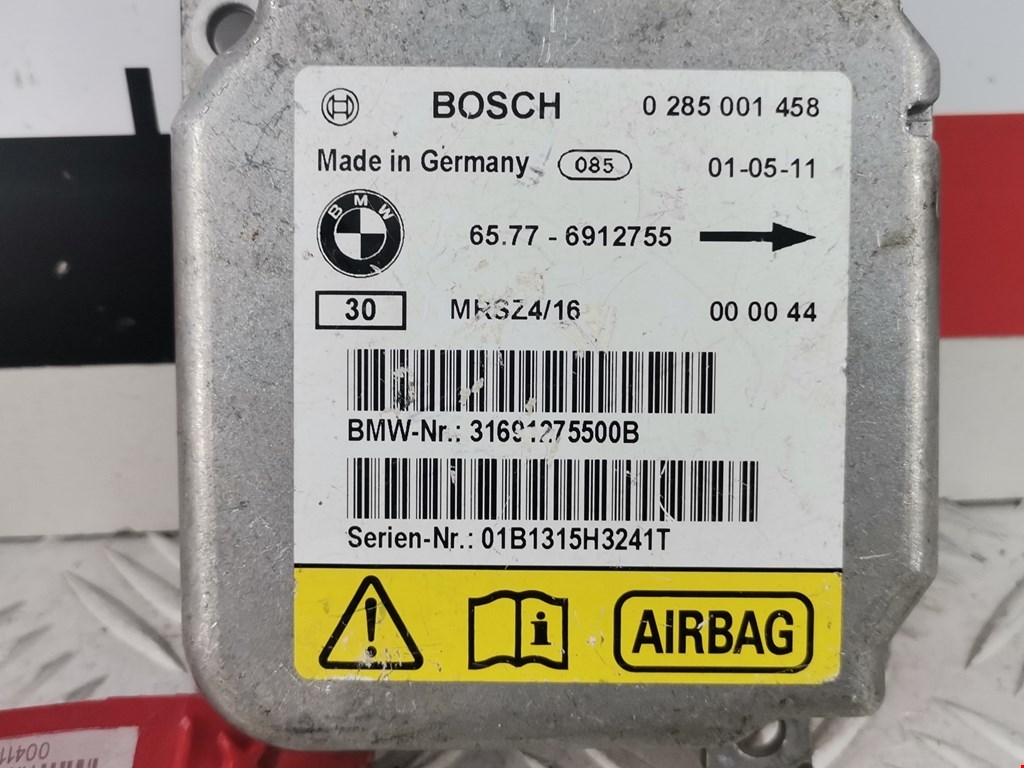 BOSCH 0 285 001 458
Made in Germany 085 01-05-11
BMW 65.77 - 6912755
30 MRSZ4/16 00 00 44
BMW-Nr.: 31691275500B
Serien-Nr.: 01B1315H3241T
! i AIRBAG